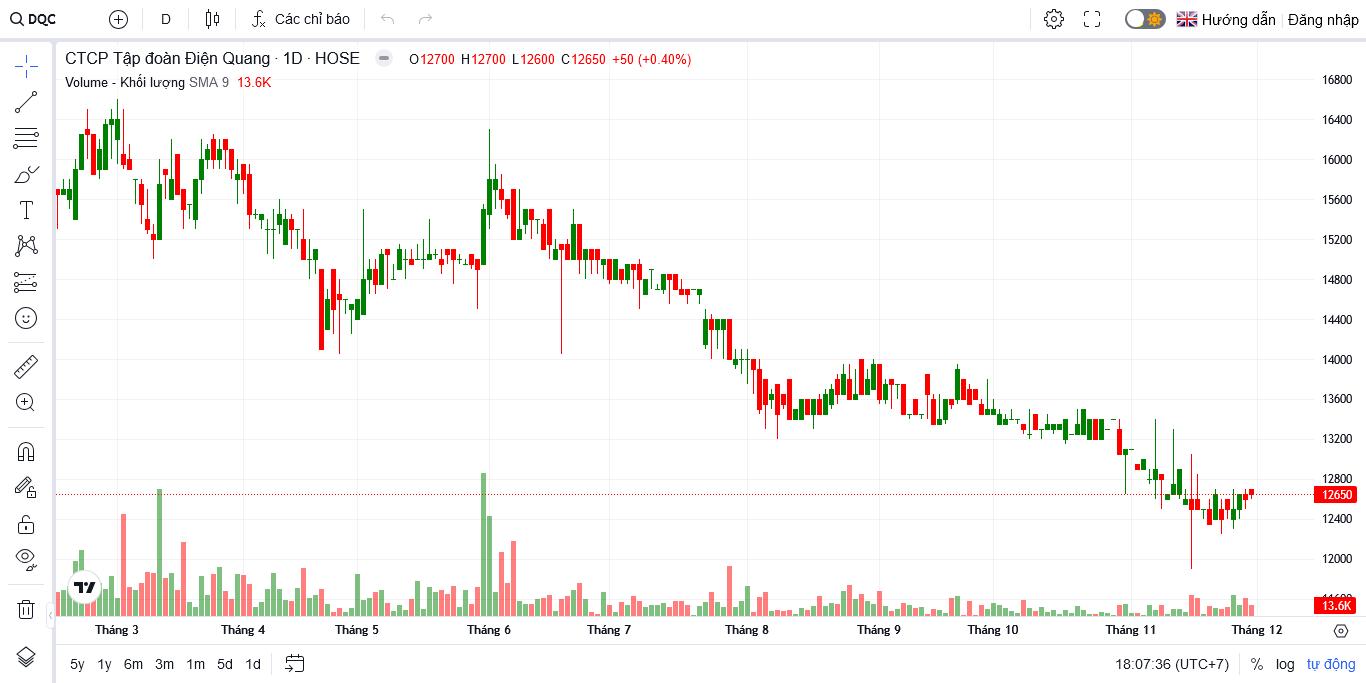 DQC D Các chỉ báo Hướng dẫn Đăng nhập
CTCP Tập đoàn Điện Quang · 1D · HOSE O12700 H12700 L12600 C12650 +50 (+0.40%)
Volume - Khối lượng SMA 9 13.6K
16800
16400
16000
15600
15200
14800
14400
14000
13600
13200
12800
12650
12400
12000
13.6K
Tháng 3 Tháng 4 Tháng 5 Tháng 6 Tháng 7 Tháng 8 Tháng 9 Tháng 10 Tháng 11 Tháng 12
5y 1y 6m 3m 1m 5d 1d 18:07:36 (UTC+7) % log tự động